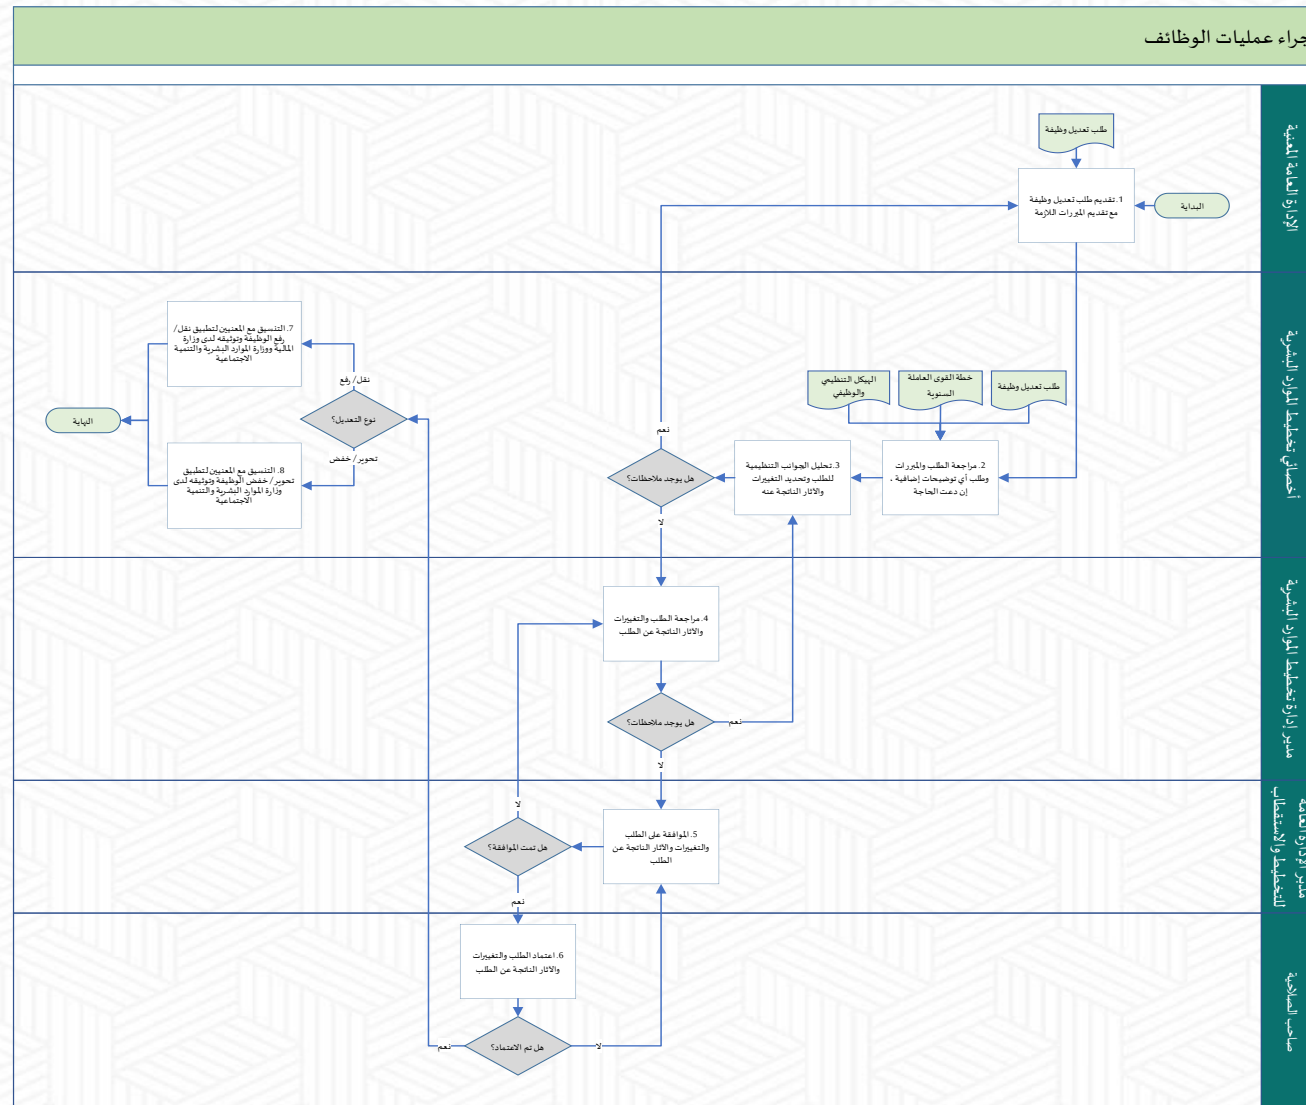 جراء عمليات الوظائف
الإدارة العامة المعنية
طلب تعديل وظيفة
البداية
1. تقديم طلب تعديل وظيفة
مع تقديم المبررات اللازمة
أخصائي تخطيط الموارد البشرية
طلب تعديل وظيفة
خطة القوى العاملة
السنوية
الهيكل التنظيمي
والوظيفي
2. مراجعة الطلب والمبررات
وطلب أي توضيحات إضافية ،
إن دعت الحاجة
3. تحليل الجوانب التنظيمية
للطلب وتحديد التغييرات
والآثار الناتجة عنه
نعم
هل يوجد ملاحظات؟
لا
نقل/ رفع
نوع التعديل؟
تحوير/ خفض
7. التنسيق مع المعنيين لتطبيق نقل/
رفع الوظيفة وتوثيقه لدى وزارة
المالية ووزارة الموارد البشرية والتنمية
الاجتماعية
8. التنسيق مع المعنيين لتطبيق
تحوير/ خفض الوظيفة وتوثيقه لدى
وزارة الموارد البشرية والتنمية
الاجتماعية
النهاية
مدير إدارة تخطيط الموارد البشرية
4. مراجعة الطلب والتغييرات
والآثار الناتجة عن الطلب
هل يوجد ملاحظات؟
نعم
لا
مدير الإدارة العامة
للتخطيط والاستقطاب
5. الموافقة على الطلب
والتغييرات والآثار الناتجة عن
الطلب
لا
هل تمت الموافقة؟
نعم
صاحب الصلاحية
6. اعتماد الطلب والتغييرات
والآثار الناتجة عن الطلب
هل تم الاعتماد؟
لا
نعم